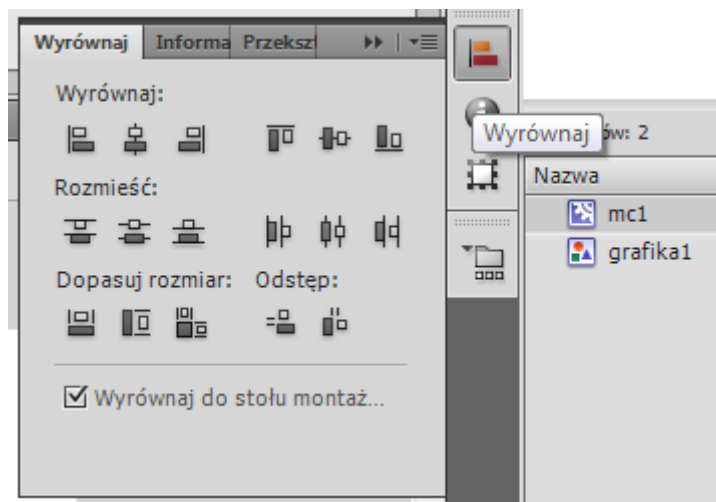 Wyrównaj Informa Przekszt
Wyrównaj:
Rozmieść:
Dopasuj rozmiar: Odstęp:
Wyrównaj do stołu montaż...
Wyrównaj
ów: 2
Nazwa
mc1
grafika1